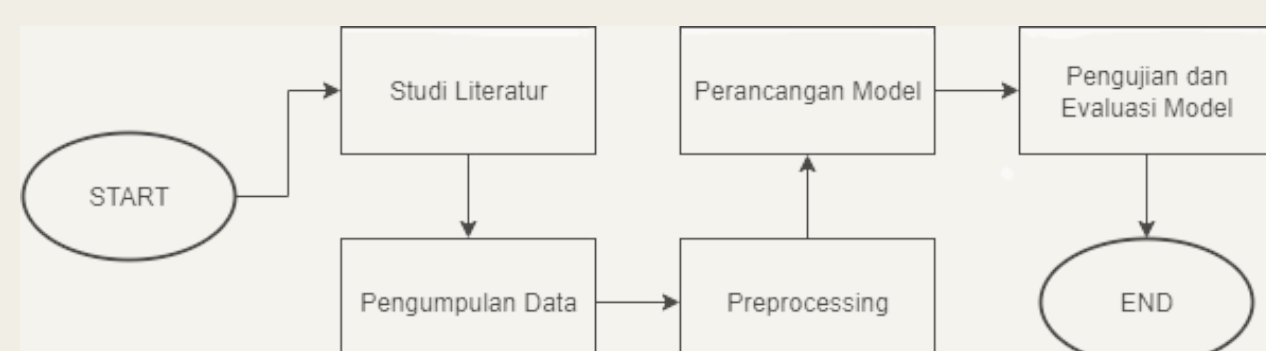 START
Studi Literatur
Pengumpulan Data
Preprocessing
Perancangan Model
Pengujian dan
Evaluasi Model
END